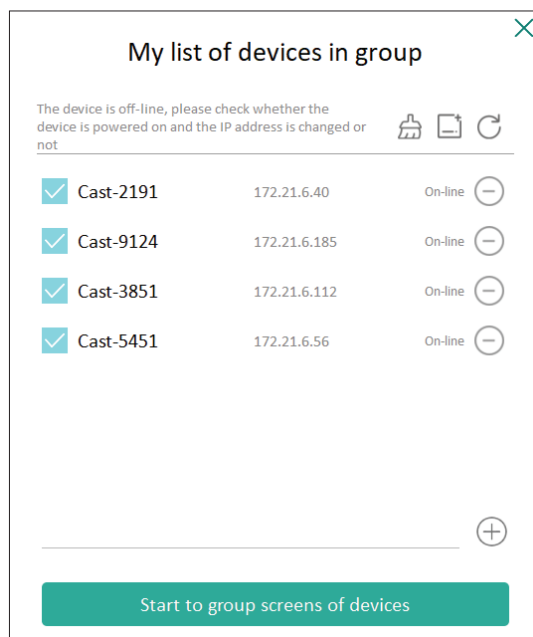 My list of devices in group
The device is off-line, please check whether the
device is powered on and the IP address is changed or
not
Cast-2191 172.21.6.40 On-line
Cast-9124 172.21.6.185 On-line
Cast-3851 172.21.6.112 On-line
Cast-5451 172.21.6.56 On-line
Start to group screens of devices